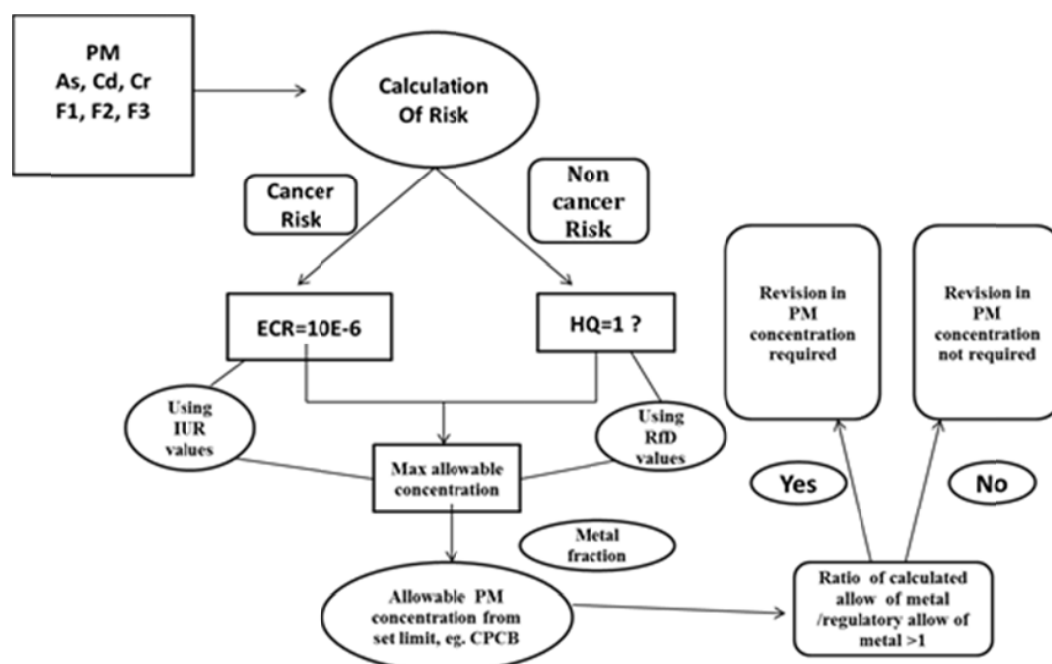 PM
As, Cd, Cr
F1, F2, F3
Calculation
Of Risk
Cancer
Risk
Non
cancer
Risk
ECR=10E-6
HQ=1 ?
Using
IUR
values
Using
RfD
values
Max allowable
concentration
Metal
fraction
Allowable PM
concentration from
set limit, eg. CPCB
Revision in
PM
concentration
required
Revision in
PM
concentration
not required
Yes
No
Ratio of calculated
allow of metal
/regulatory allow of
metal >1